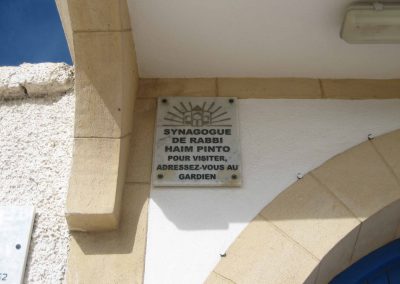 SYNAGOGUE
DE RABBI
HAIM PINTO
POUR VISITER,
ADRESSEZ-VOUS AU
GARDIEN